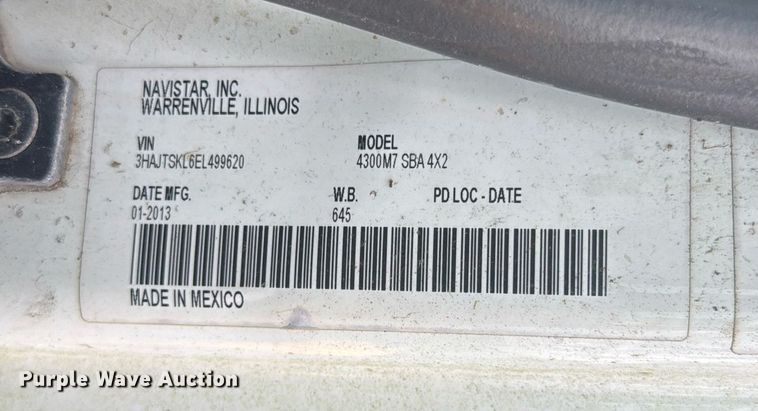 NAVISTAR, INC.
WARRENVILLE, ILLINOIS
VIN MODEL
3HAJTSKL6EL499620 4300M7 SBA 4X2
DATE MFG. W.B. PD LOC - DATE
01-2013 645
MADE IN MEXICO
Purple Wave Auction